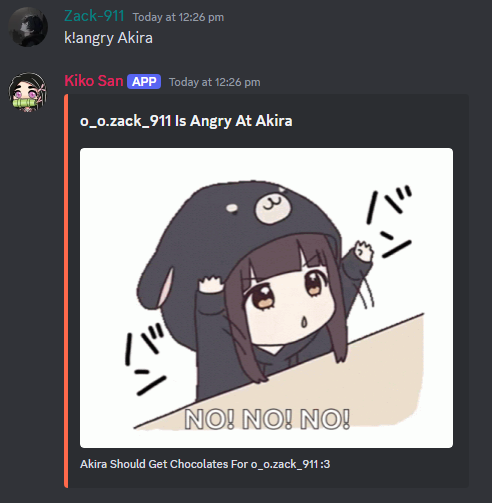 Zack-911 Today at 12:26 pm
k!angry Akira
Kiko San APP Today at 12:26 pm
o_o.zack_911 Is Angry At Akira
バン
バン
NO! NO! NO!
Akira Should Get Chocolates For o_o.zack_911 :3